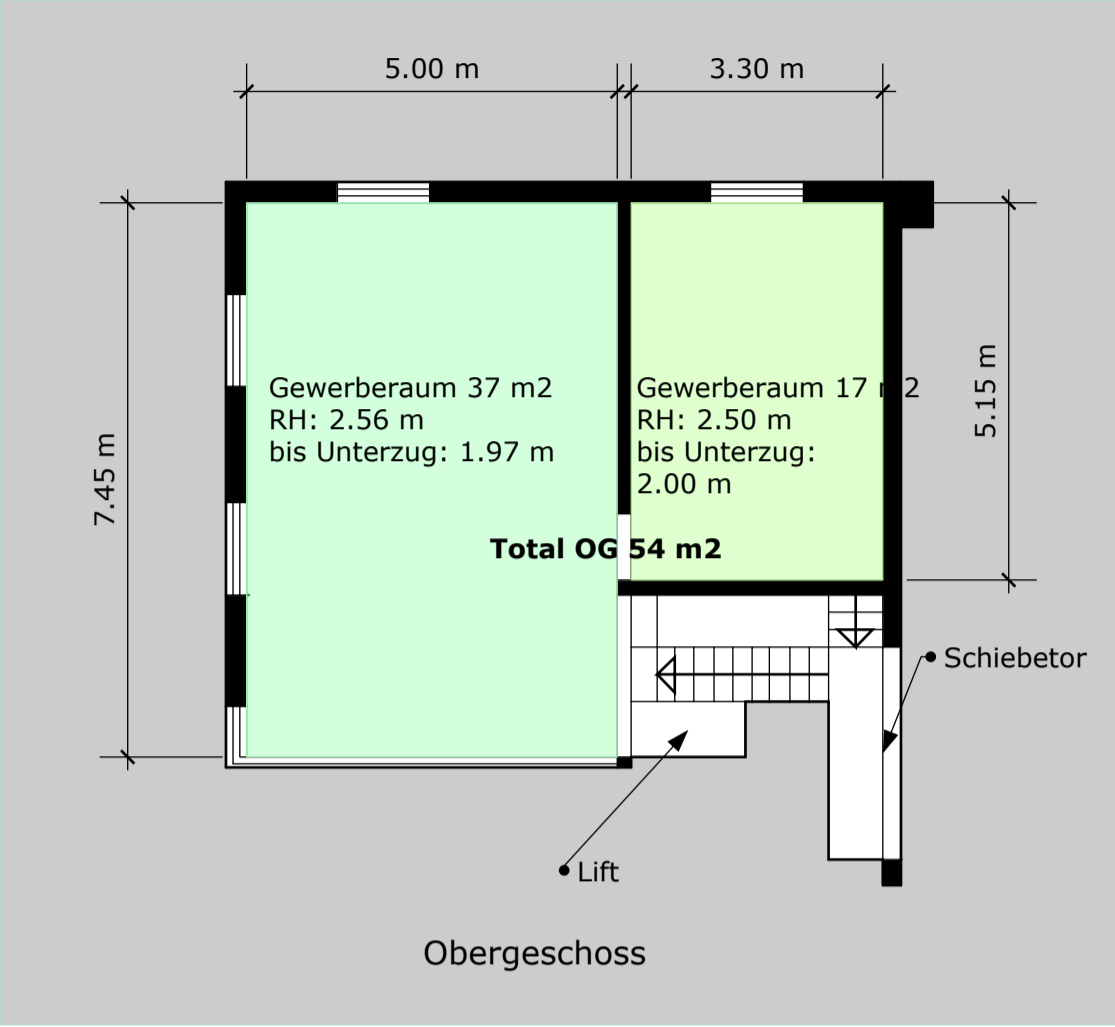 5.00 m
3.30 m
7.45 m
5.15 m
Gewerberaum 37 m2
RH: 2.56 m
bis Unterzug: 1.97 m
Gewerberaum 17 m2
RH: 2.50 m
bis Unterzug:
2.00 m
Total OG 54 m2
Schiebetor
Lift
Obergeschoss